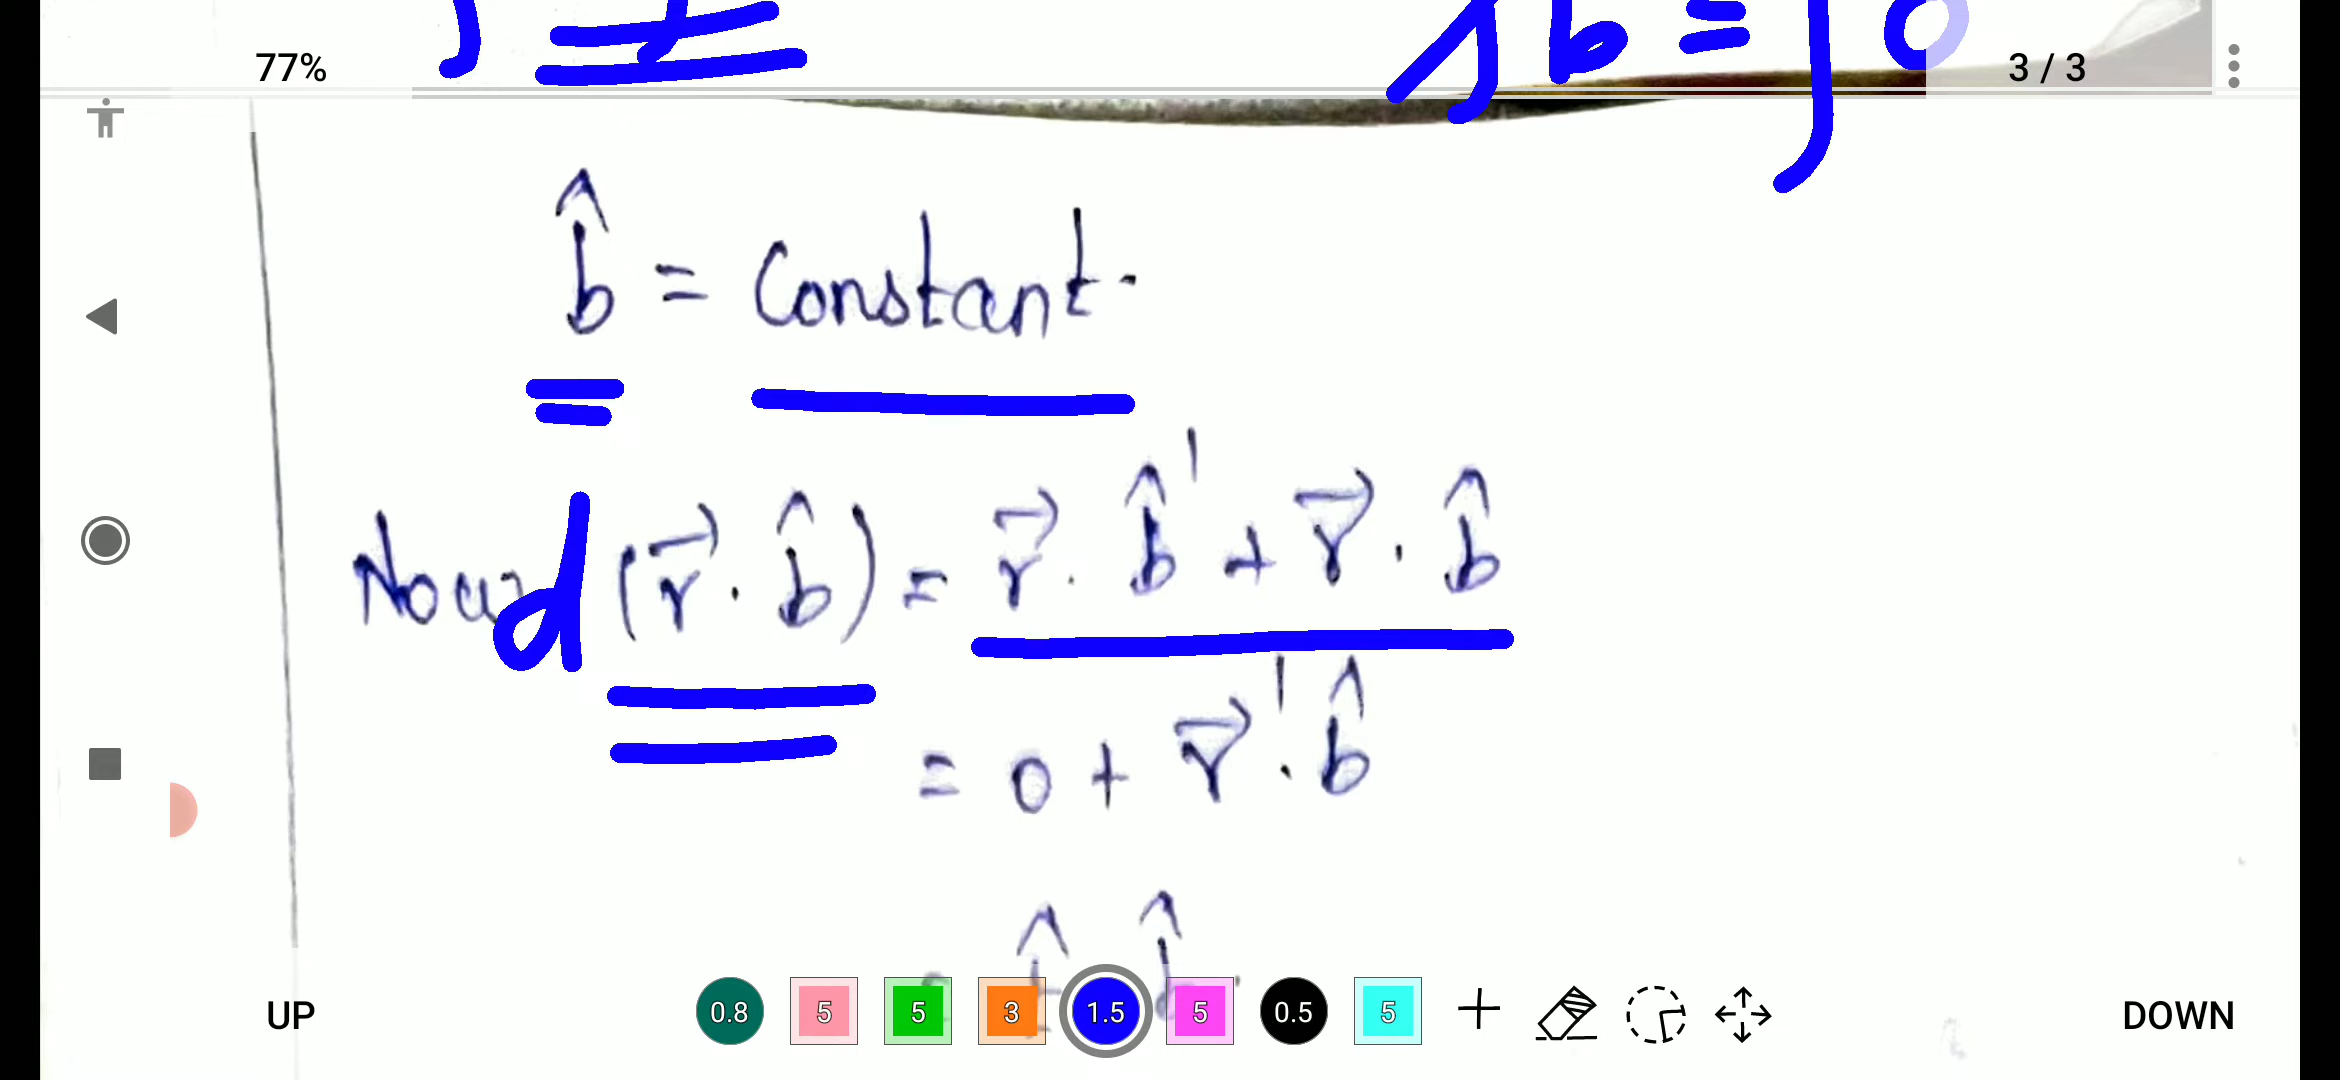 77%
∫ b = ∫ 0
3 / 3
b̂ = Constant.
Now d (r⃗ . b̂) = r⃗ . b̂' + r⃗ . b̂
= 0 + r⃗' . b̂
t̂ b̂
UP 0.8 5 5 3 1.5 5 0.5 5 DOWN